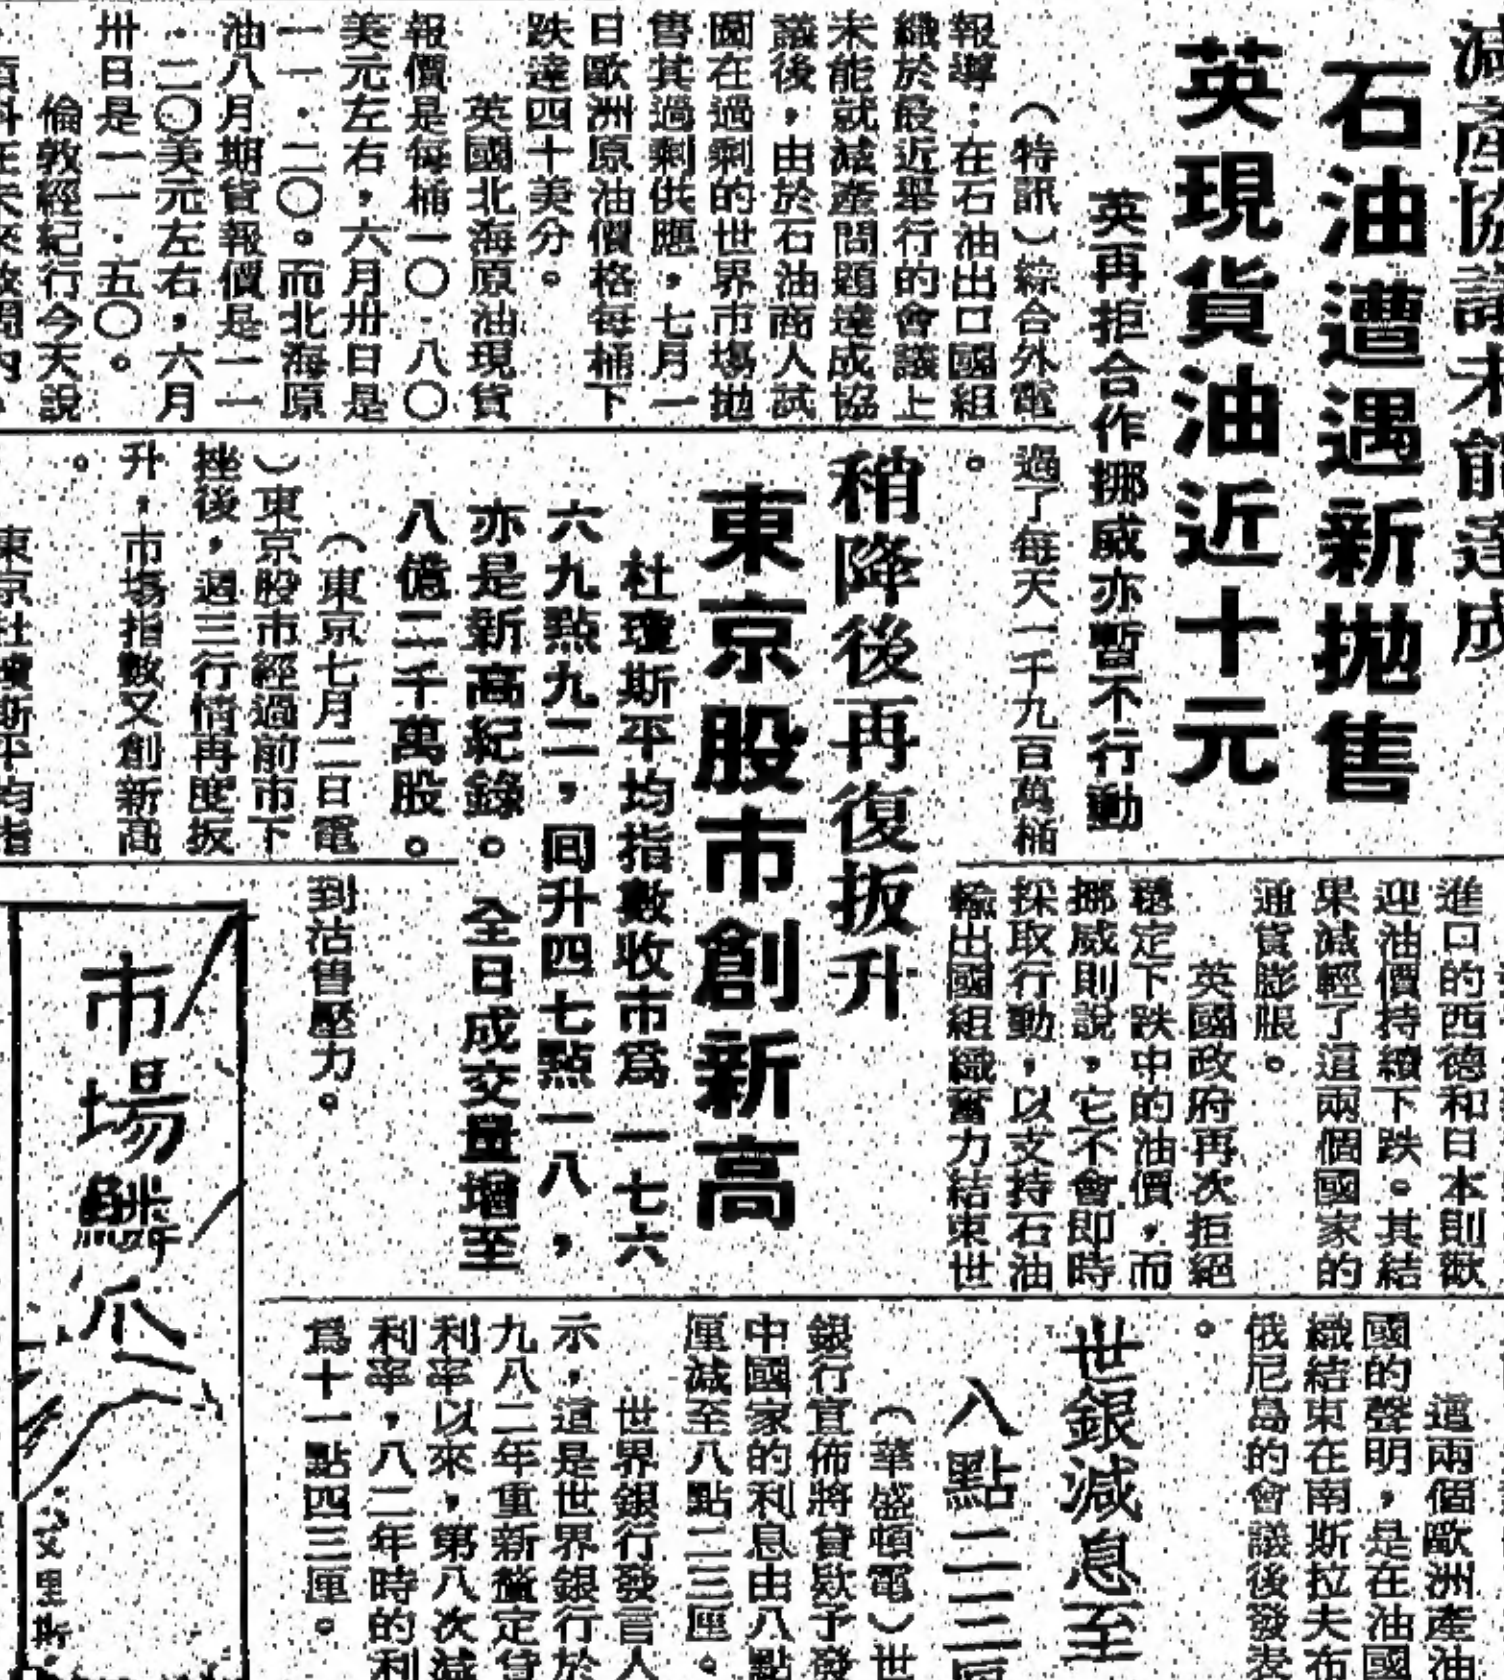 減產協議未能達成
石油遭遇新拋售
英現貨油近十元
英再拒合作挪威亦暫不行動
（特訊）綜合外電
報導：在石油出口國組
織於最近舉行的會議上
未能就減產問題達成協
議後，由於石油商人試
圖在過剩的世界市場拋
售其過剩供應，七月一
日歐洲原油價格每桶下
跌達四十美分。
英國北海原油現貨
報價是每桶一〇·八〇
美元左右，六月卅日是
一一·二〇。而北海原
油八月期貨報價是一一
·二〇美元左右，六月
卅日是一一·五〇。
倫敦經紀行今天說
過了每天一千九百萬桶
。
進口的西德和日本則歡
迎油價持續下跌。其結
果減輕了這兩個國家的
通貨膨脹。
英國政府再次拒絕
穩定下跌中的油價，而
挪威則說，它不會即時
採取行動，以支持石油
輸出國組織奮力結束世
這兩個歐洲產油
國的聲明，是在油國
織結束在南斯拉夫布
俄尼島的會議後發表
。
稍降後再復扳升
東京股市創新高
杜瓊斯平均指數收市為一七六
六九點九二，回升四七點一八，
亦是新高紀錄。全日成交量增至
八億二千萬股。
（東京七月二日電
）東京股市經過前市下
挫後，週三行情再度扳
升，市場指數又創新高
。
東京杜瓊斯平均指
到沽售壓力。
世銀減息至
八點二三厘
（華盛頓電）世
銀行宣佈將貸款予發
中國家的利息由八點
厘減至八點二三厘。
世界銀行發言人
示，這是世界銀行於
九八二年重新釐定貸
利率以來，第八次減
利率，八二年時的利
為十一點四三厘。
市場鱗爪
艾里斯